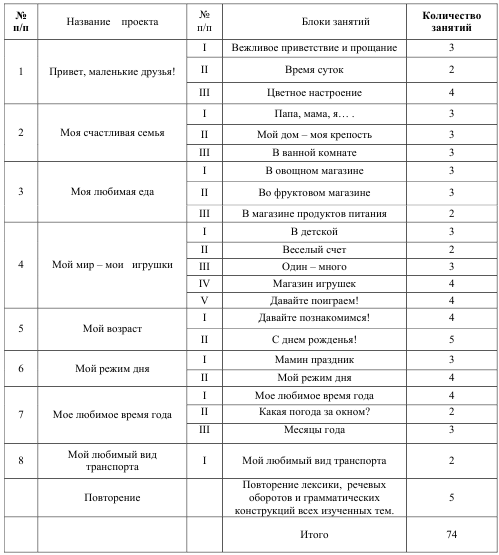 № п/п Название проекта № п/п Блоки занятий Количество занятий
1 Привет, маленькие друзья! I Вежливое приветствие и прощание 3
II Время суток 2
III Цветное настроение 4
2 Моя счастливая семья I Папа, мама, я… . 3
II Мой дом – моя крепость 3
III В ванной комнате 3
3 Моя любимая еда I В овощном магазине 3
II Во фруктовом магазине 3
III В магазине продуктов питания 2
4 Мой мир – мои игрушки I В детской 3
II Веселый счет 2
III Один – много 3
IV Магазин игрушек 4
V Давайте поиграем! 4
5 Мой возраст I Давайте познакомимся! 4
II С днем рожденья! 5
6 Мой режим дня I Мамин праздник 3
II Мой режим дня 4
7 Мое любимое время года I Мое любимое время года 4
II Какая погода за окном? 2
III Месяцы года 3
8 Мой любимый вид транспорта I Мой любимый вид транспорта 2
Повторение Повторение лексики, речевых
оборотов и грамматических
конструкций всех изученных тем. 5
Итого 74